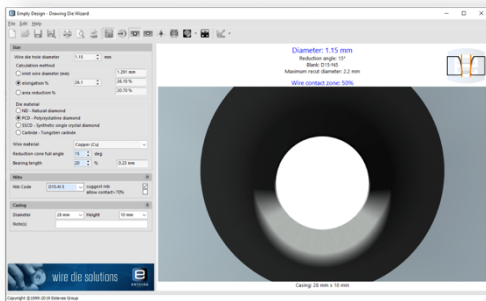 Empty Design - Drawing Die Wizard
File Edit Help
Size
Wire die hole diameter 1.15 mm
Calculation method
inlet wire diameter (mm) 1.291 mm
elongation % 26.1 26.10 %
area reduction % 20.70 %
Die material
ND - Natural diamond
PCD - Polycrystalline diamond
SSCD - Synthetic single crystal diamond
Carbide - Tungsten carbide
Wire material Copper (Cu)
Reduction cone full angle 15 deg
Bearing length 20 % 0.23 mm
Nibs
Nib Code D15-N5 suggest nib
allow contact> 70%
Casing
Diameter 28 mm Height 10 mm
Note(s)
wire die solutions
ESTEVES
Copyright ©1999-2019 Esteves Group
Diameter: 1.15 mm
Reduction angle: 15°
Blank: D15-N5
Maximum recut diameter: 2.2 mm
Wire contact zone: 50%
Casing: 28 mm x 10 mm